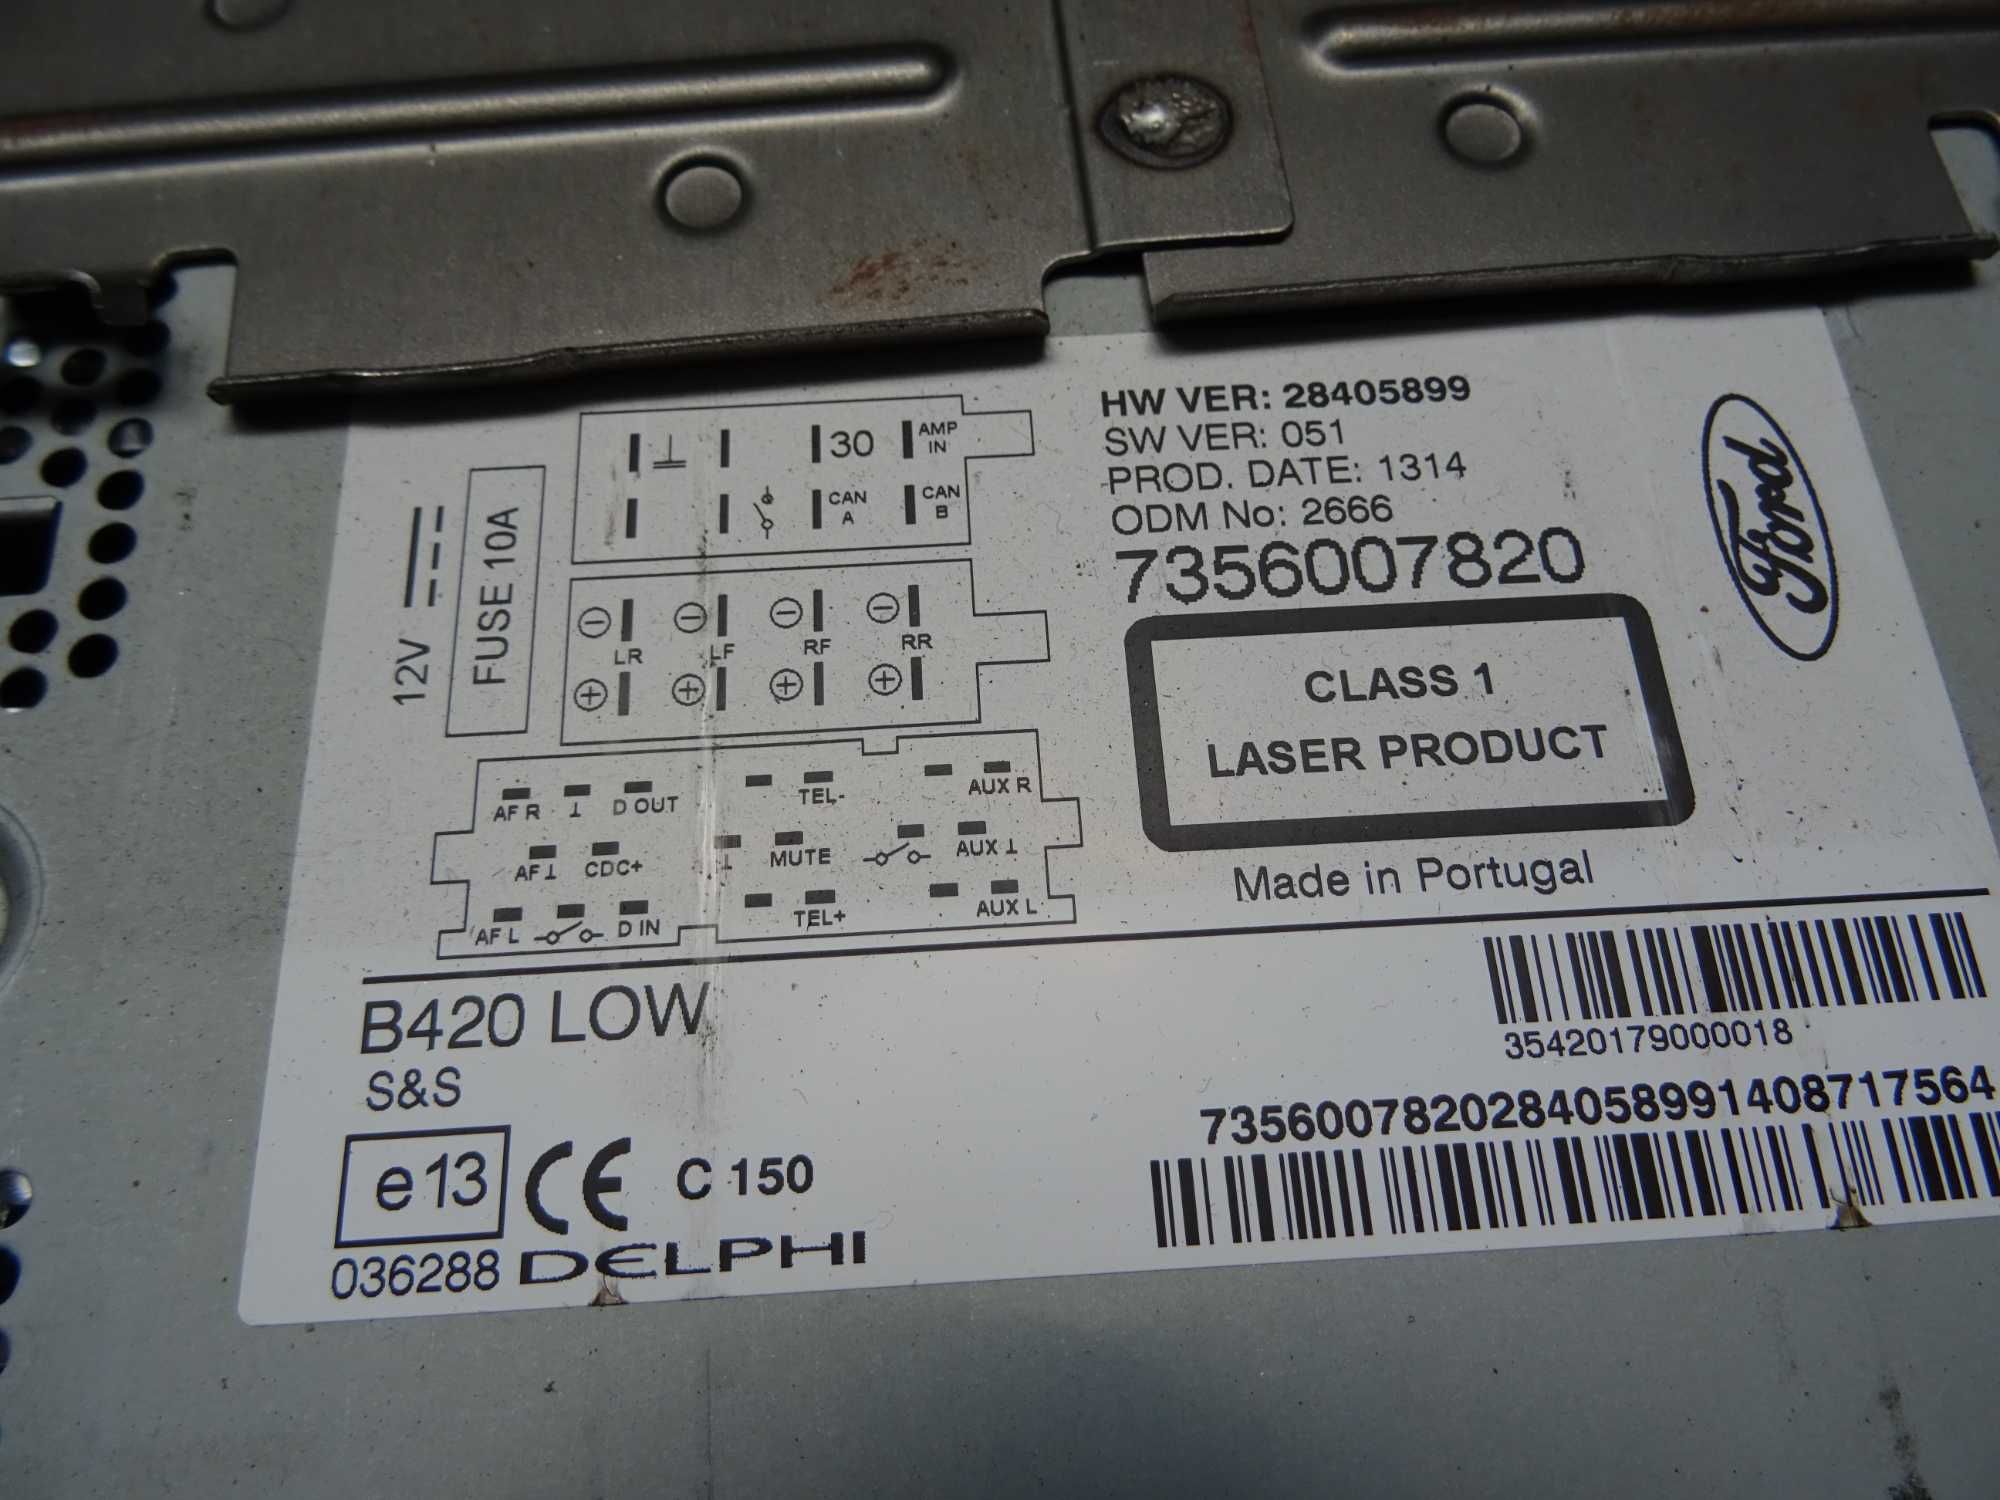 HW VER: 28405899
SW VER: 051
PROD. DATE: 1314
ODM No: 2666
7356007820
Ford
CLASS 1
LASER PRODUCT
Made in Portugal
12V
FUSE 10A
30 AMP IN
CAN A CAN B
LR LF RF RR
AF R D OUT TEL- AUX R
AF CDC+ MUTE AUX
AF L D IN TEL+ AUX L
B420 LOW
S&S
35420179000018
73560078202840589914087175​64
e13 CE C 150
036288 DELPHI